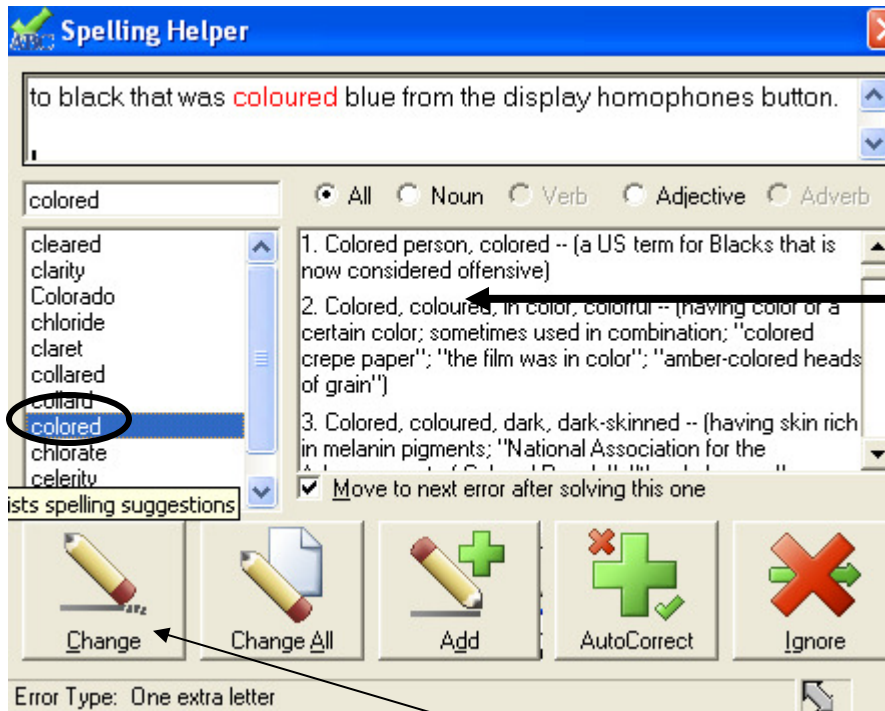 Spelling Helper
to black that was coloured blue from the display homophones button.
colored
All Noun Verb Adjective Adverb
cleared
clarity
Colorado
chloride
claret
collared
collard
colored
chlorate
celerity
1. Colored person, colored -- (a US term for Blacks that is
now considered offensive)
2. Colored, coloured, in color, colorful -- (having color or a
certain color; sometimes used in combination; "colored
crepe paper"; "the film was in color"; "amber-colored heads
of grain")
3. Colored, coloured, dark, dark-skinned -- (having skin rich
in melanin pigments; "National Association for the
ists spelling suggestions
Move to next error after solving this one
Change Change All Add AutoCorrect Ignore
Error Type: One extra letter